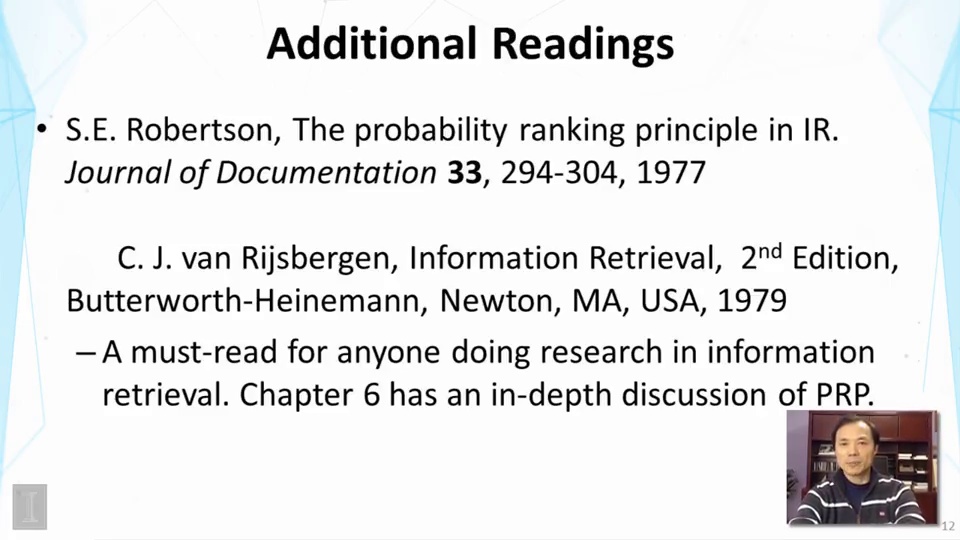 Additional Readings
• S.E. Robertson, The probability ranking principle in IR.
Journal of Documentation 33, 294-304, 1977
C. J. van Rijsbergen, Information Retrieval, 2nd Edition,
Butterworth-Heinemann, Newton, MA, USA, 1979
– A must-read for anyone doing research in information
retrieval. Chapter 6 has an in-depth discussion of PRP.
I
12